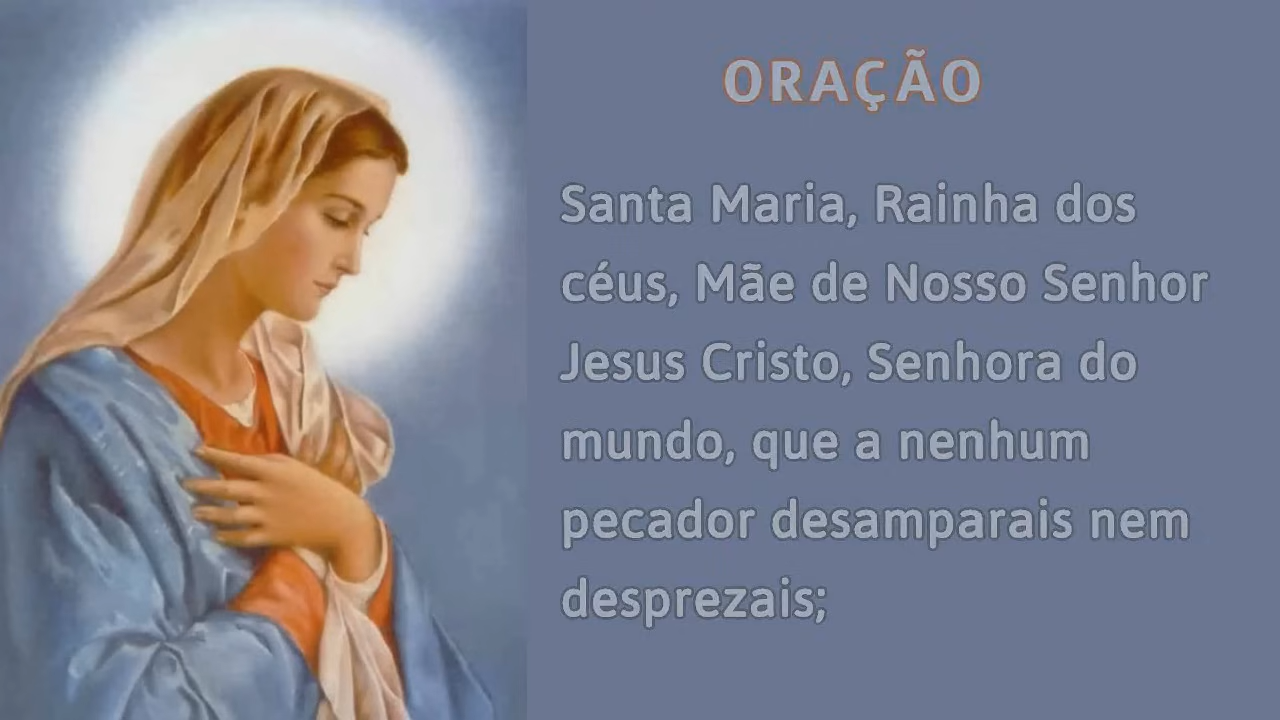 ORAÇÃO
Santa Maria, Rainha dos
céus, Mãe de Nosso Senhor
Jesus Cristo, Senhora do
mundo, que a nenhum
pecador desamparais nem
desprezais;